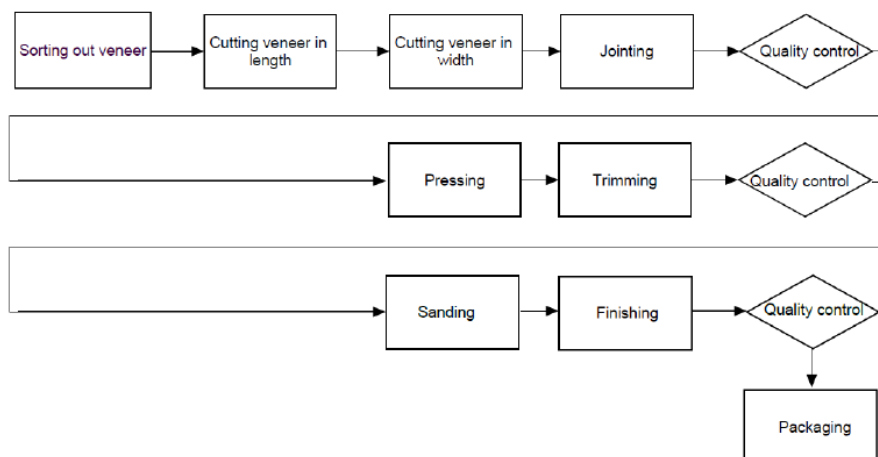 Sorting out veneer
Cutting veneer in
length
Cutting veneer in
width
Jointing
Quality control
Pressing
Trimming
Quality control
Sanding
Finishing
Quality control
Packaging